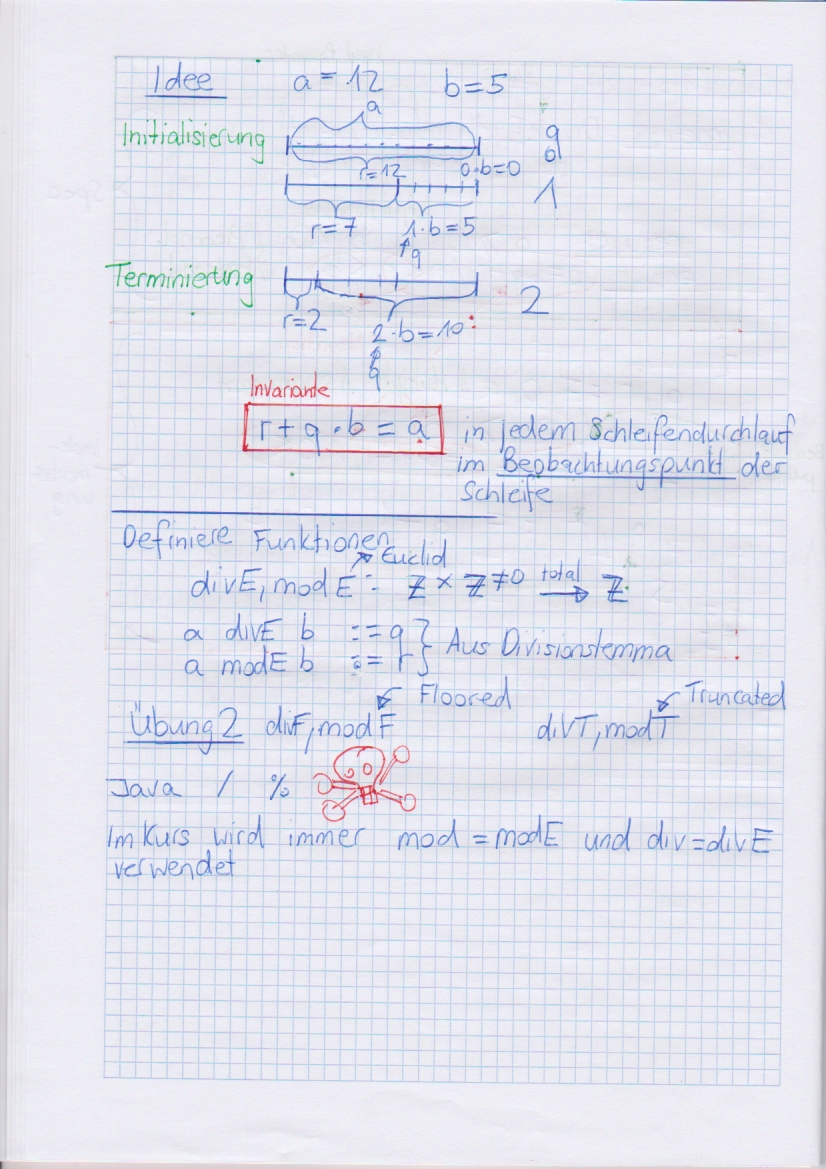 Idee a = 12 b = 5
a
Initialisierung q
r=12 0·b=0 0
1
r=7 1·b=5
q
Terminierung 2
r=2 2·b=10
q
Invariante
r + q · b = a in jedem Schleifendurchlauf
im Beobachtungspunkt der
Schleife
Definiere Funktionen
Euclid
divE, modE : ℤ × ℤ≠0 total → ℤ
a divE b := q } Aus Divisionslemma
a modE b := r
Floored Truncated
Übung 2 divF, modF divT, modT
Java / %
Im Kurs wird immer mod = modE und div = divE
verwendet